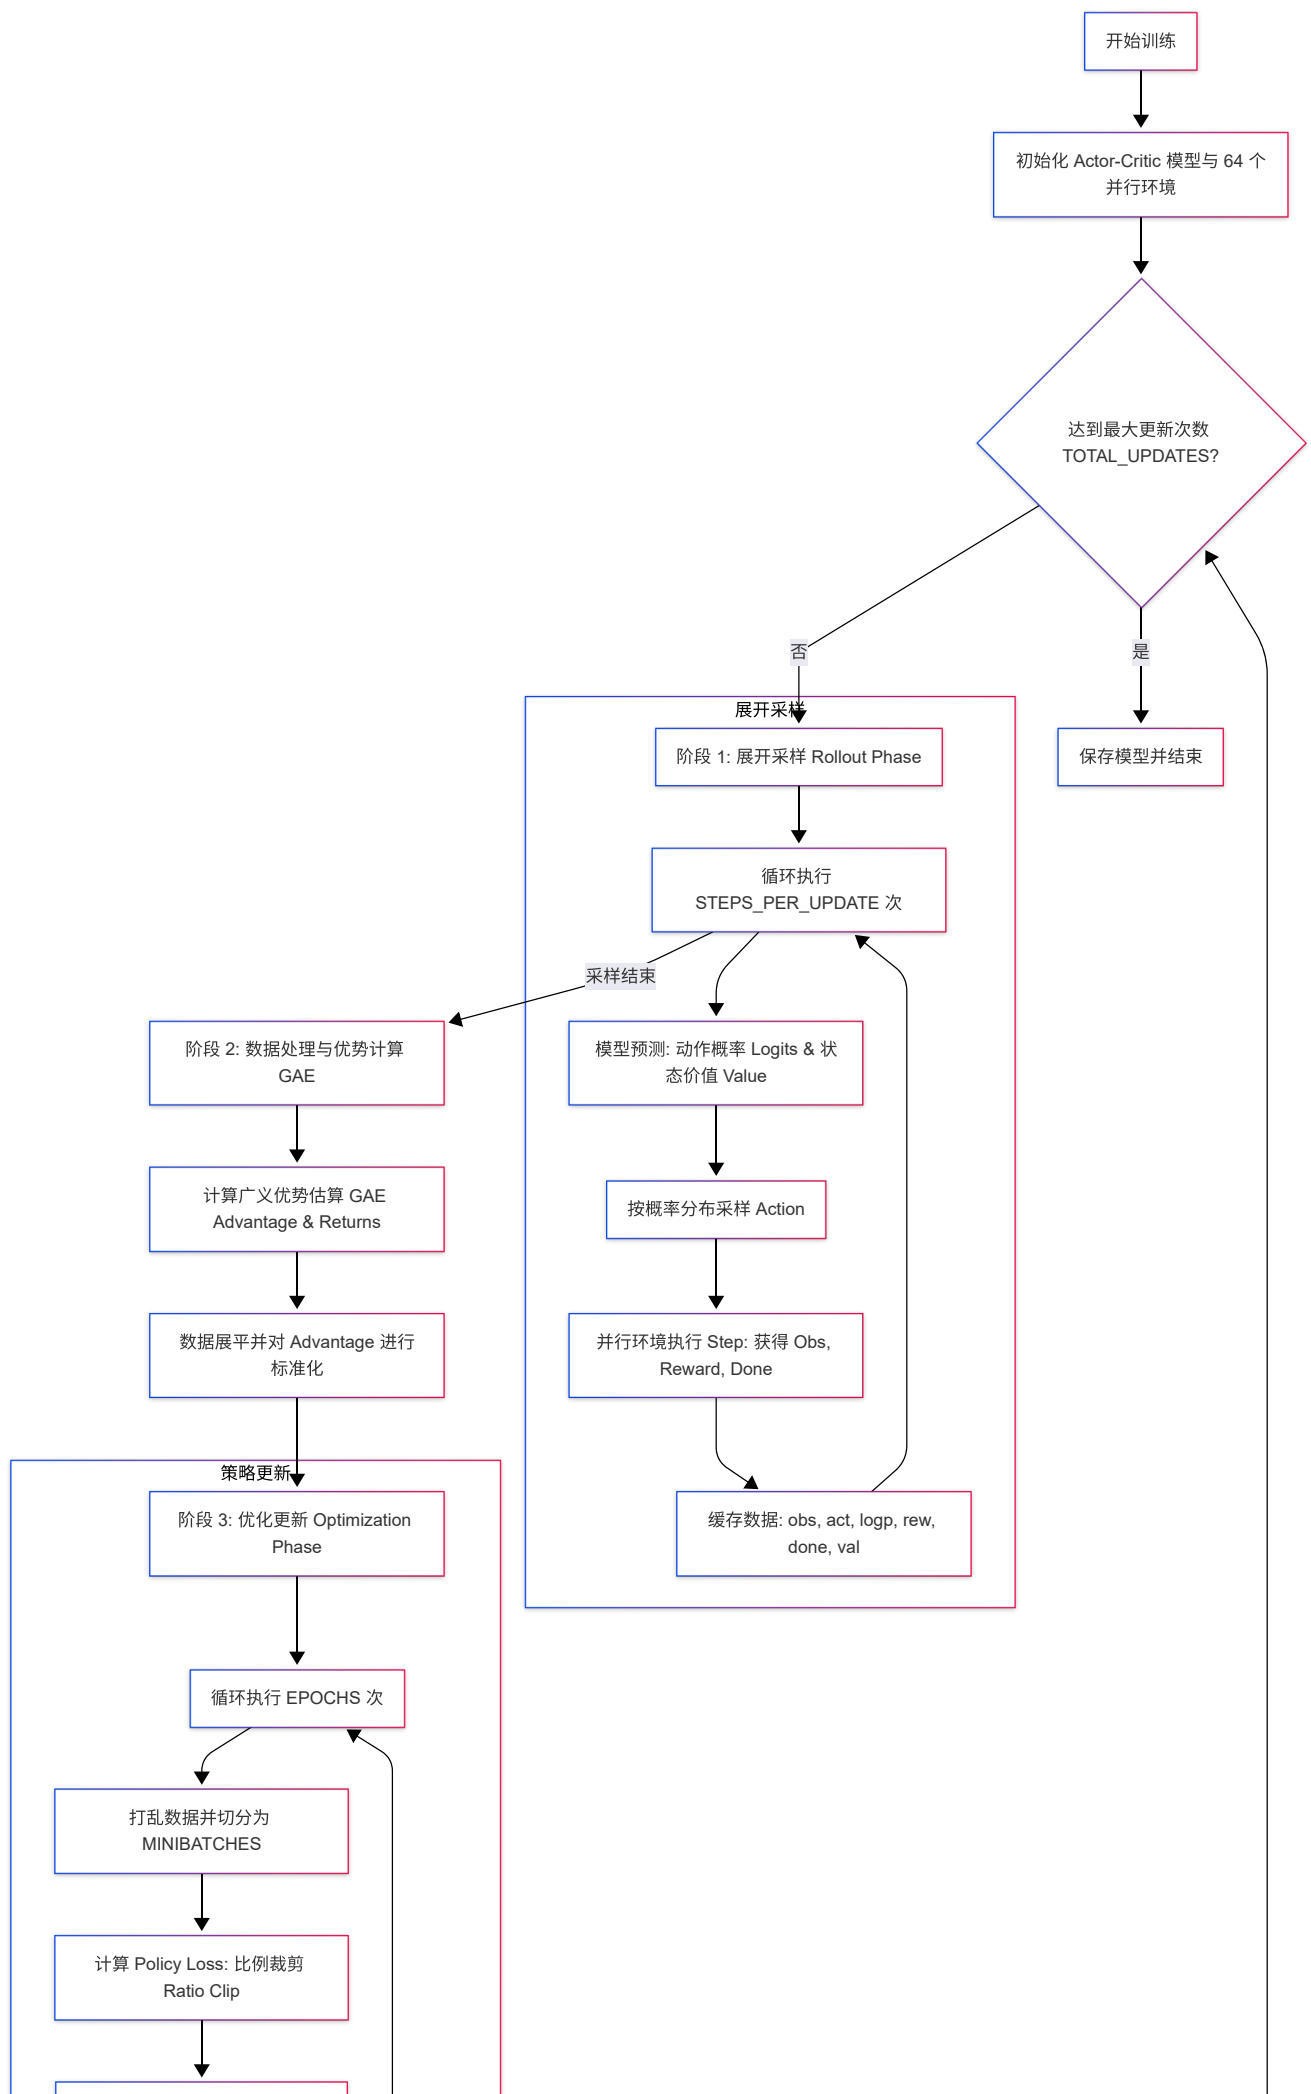 开始训练
初始化 Actor-Critic 模型与 64 个
并行环境
达到最大更新次数
TOTAL_UPDATES?
否
是
展开采样
阶段 1: 展开采样 Rollout Phase
保存模型并结束
循环执行
STEPS_PER_UPDATE 次
采样结束
模型预测: 动作概率 Logits & 状
态价值 Value
按概率分布采样 Action
并行环境执行 Step: 获得 Obs,
Reward, Done
缓存数据: obs, act, logp, rew,
done, val
阶段 2: 数据处理与优势计算
GAE
计算广义优势估算 GAE
Advantage & Returns
数据展平并对 Advantage 进行
标准化
策略更新
阶段 3: 优化更新 Optimization
Phase
循环执行 EPOCHS 次
打乱数据并切分为
MINIBATCHES
计算 Policy Loss: 比例裁剪
Ratio Clip